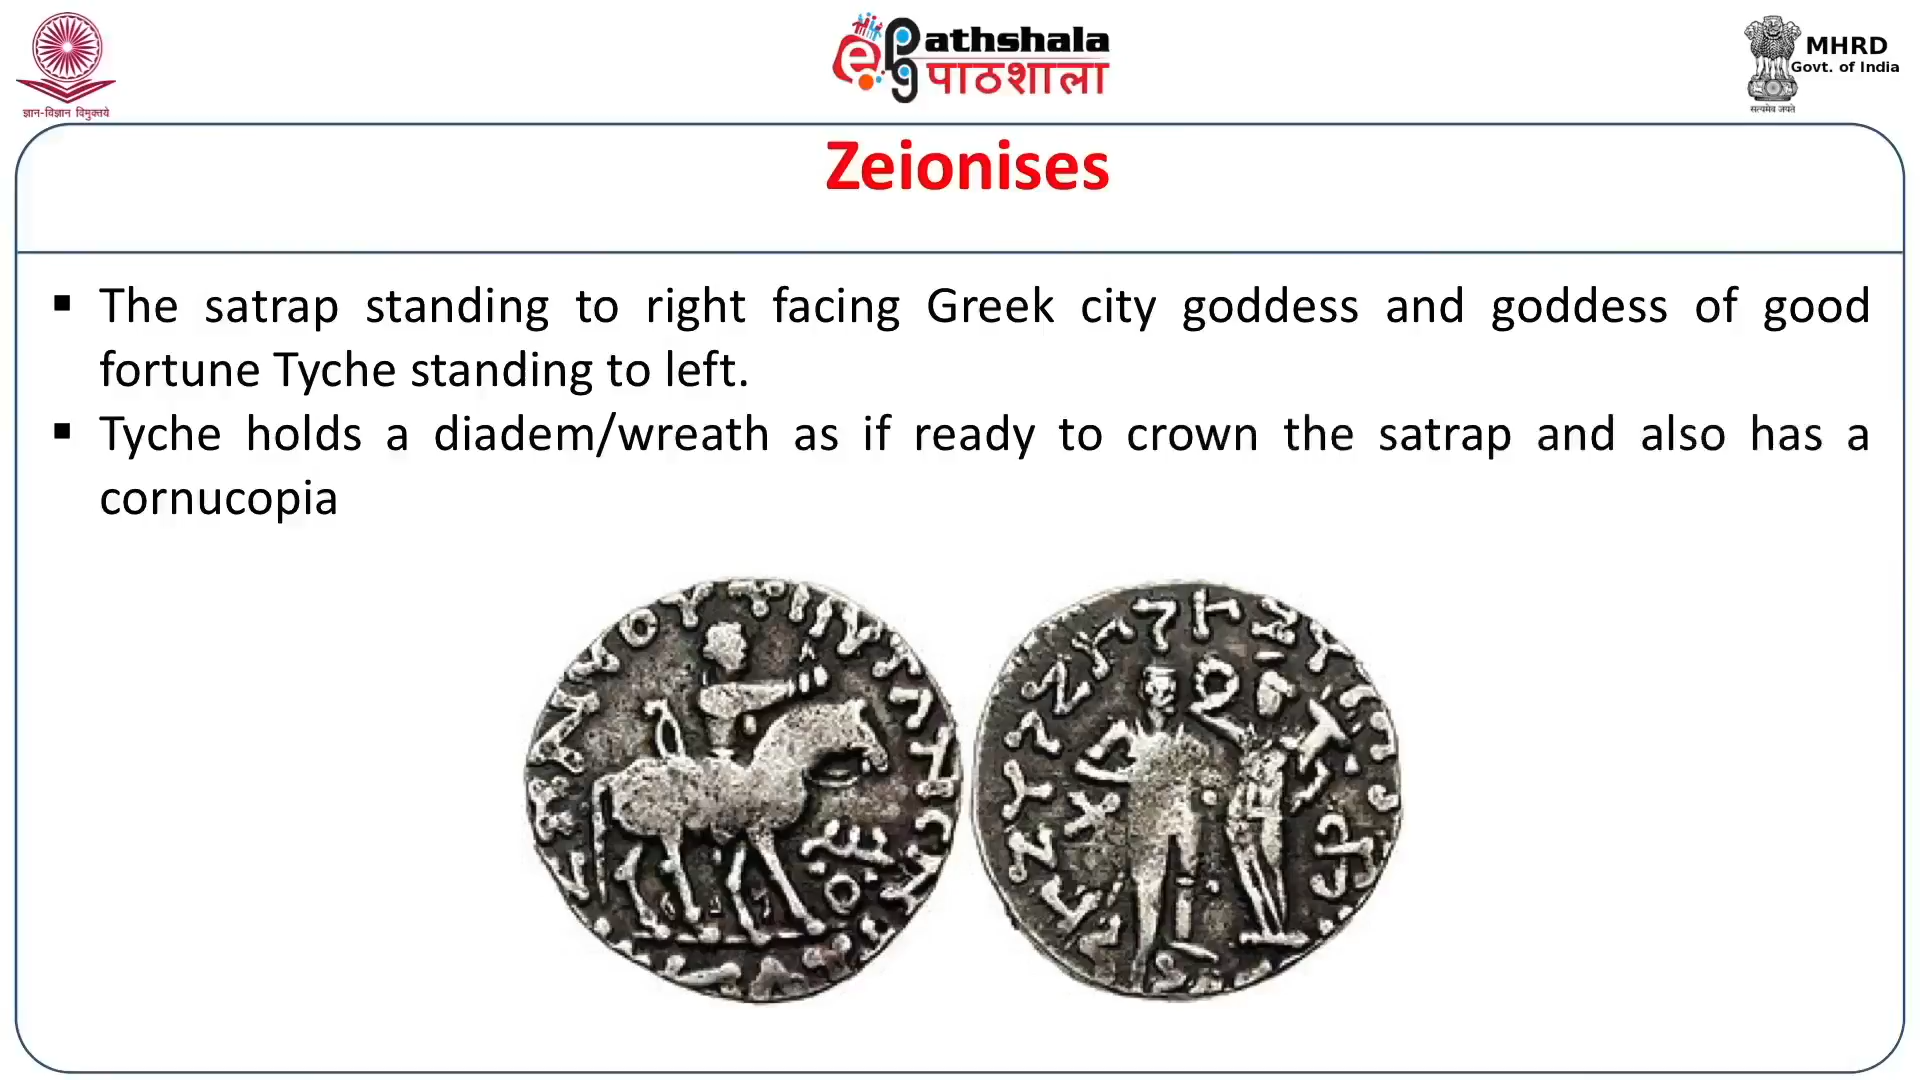 ज्ञान-विज्ञान विमुक्तये
ePg Pathshala
पाठशाला
MHRD
Govt. of India
सत्यमेव जयते
Zeionises
▪ The satrap standing to right facing Greek city goddess and goddess of good
fortune Tyche standing to left.
▪ Tyche holds a diadem/wreath as if ready to crown the satrap and also has a
cornucopia